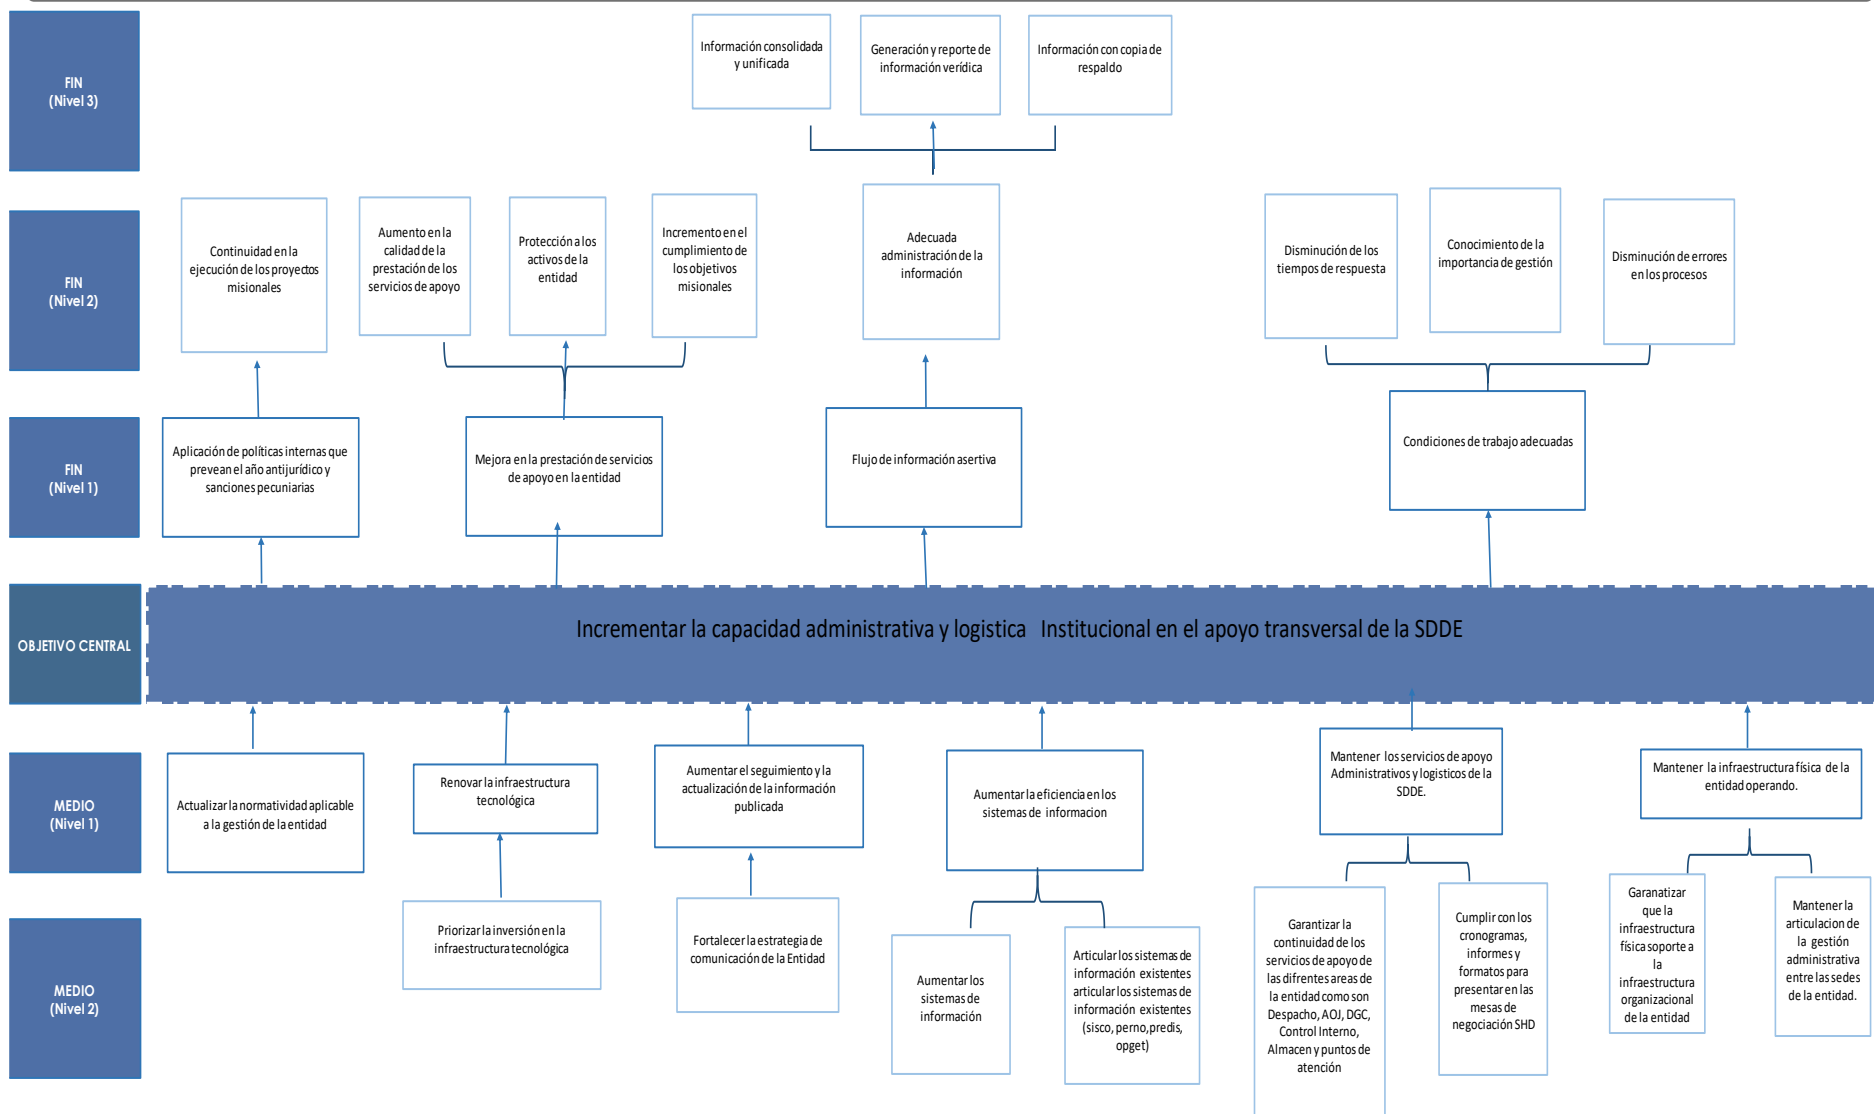 FIN
(Nivel 3)
Información consolidada
y unificada
Generación y reporte de
información verídica
Información con copia de
respaldo
FIN
(Nivel 2)
Continuidad en la
ejecución de los proyectos
misionales
Aumento en la
calidad de la
prestación de los
servicios de apoyo
Protección a los
activos de la
entidad
Incremento en el
cumplimiento de
los objetivos
misionales
Adecuada
administración de la
información
Disminución de los
tiempos de respuesta
Conocimiento de la
importancia de gestión
Disminución de errores
en los procesos
FIN
(Nivel 1)
Aplicación de políticas internas que
prevean el año antijurídico y
sanciones pecuniarias
Mejora en la prestación de servicios
de apoyo en la entidad
Flujo de información asertiva
Condiciones de trabajo adecuadas
OBJETIVO CENTRAL
Incrementar la capacidad administrativa y logistica Institucional en el apoyo transversal de la SDDE
MEDIO
(Nivel 1)
Actualizar la normatividad aplicable
a la gestión de la entidad
Renovar la infraestructura
tecnológica
Aumentar el seguimiento y la
actualización de la información
publicada
Aumentar la eficiencia en los
sistemas de informacion
Mantener los servicios de apoyo
Administrativos y logisticos de la
SDDE.
Mantener la infraestructura física de la
entidad operando.
MEDIO
(Nivel 2)
Priorizar la inversión en la
infraestructura tecnológica
Fortalecer la estrategia de
comunicación de la Entidad
Aumentar los
sistemas de
información
Articular los sistemas de
información existentes
articular los sistemas de
información existentes
(sisco, perno,predis,
opget)
Garantizar la
continuidad de los
servicios de apoyo de
las difrentes areas de
la entidad como son
Despacho, AOJ, DGC,
Control Interno,
Almacen y puntos de
atención
Cumplir con los
cronogramas,
informes y
formatos para
presentar en las
mesas de
negociación SHD
Garanatizar
que la
infraestructura
física soporte a
la
infraestructura
organizacional
de la entidad
Mantener la
articulacion de
la gestión
administrativa
entre las sedes
de la entidad.